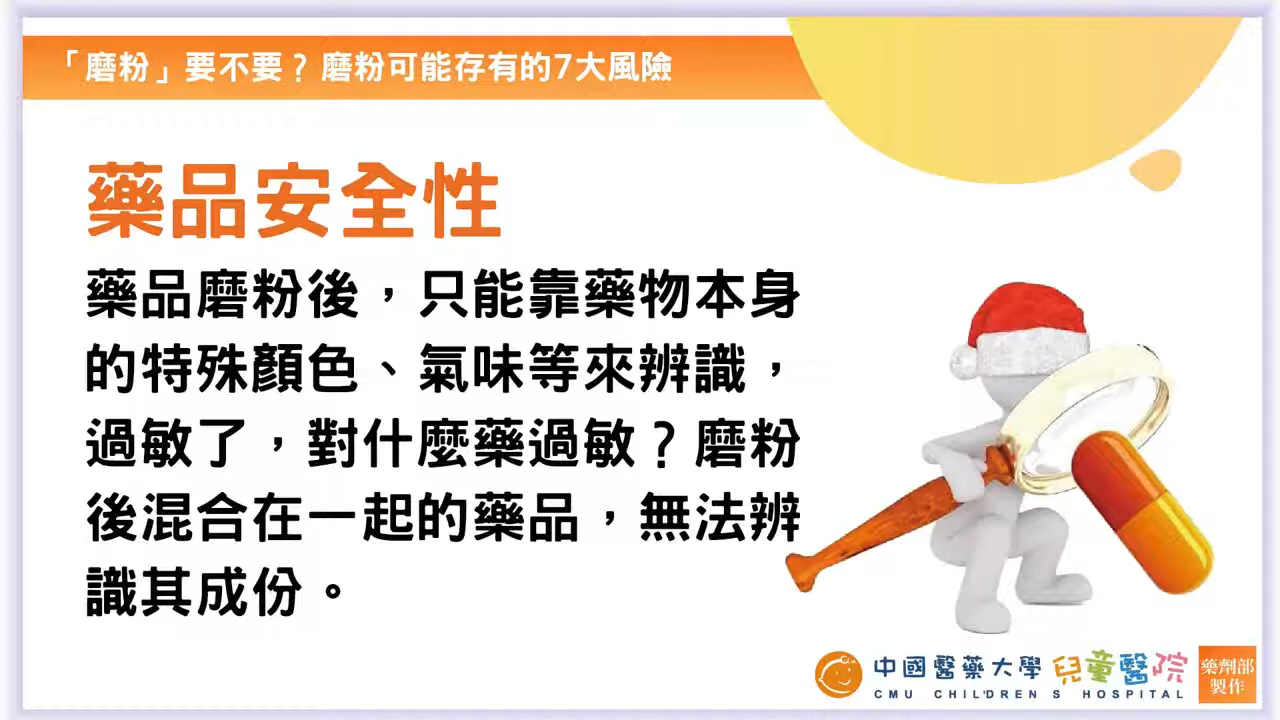 「磨粉」要不要？磨粉可能存有的7大風險
藥品安全性
藥品磨粉後，只能靠藥物本身
的特殊顏色、氣味等來辨識，
過敏了，對什麼藥過敏？磨粉
後混合在一起的藥品，無法辨
識其成份。
中國醫藥大學 兒童醫院
CMU CHILDREN S HOSPITAL
藥劑部
製作